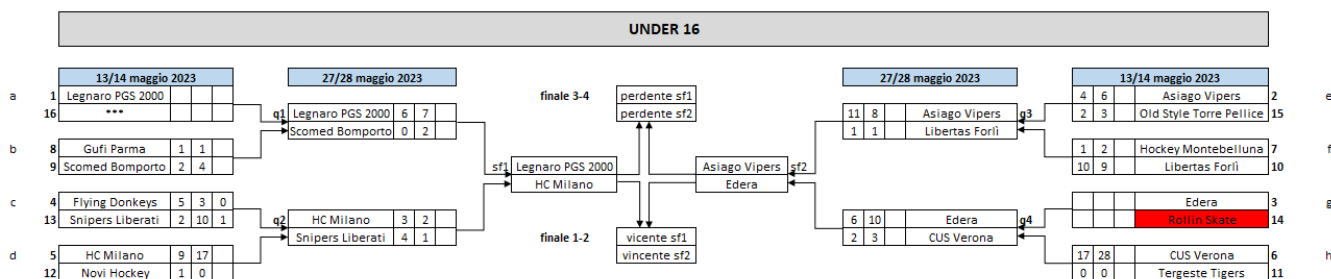 UNDER 16
13/14 maggio 2023 27/28 maggio 2023 27/28 maggio 2023 13/14 maggio 2023
a 1 Legnaro PGS 2000 finale 3-4 perdente sf1 4 6 Asiago Vipers 2 e
16 *** q1 Legnaro PGS 2000 6 7 perdente sf2 11 8 Asiago Vipers q3 2 3 Old Style Torre Pellice 15
Scomed Bomporto 0 2 1 1 Libertas Forlì
b 8 Gufi Parma 1 1 1 2 Hockey Montebelluna 7 f
9 Scomed Bomporto 2 4 sf1 Legnaro PGS 2000 Asiago Vipers sf2 10 9 Libertas Forlì 10
HC Milano Edera
c 4 Flying Donkeys 5 3 0 Edera 3 g
13 Snipers Liberati 2 10 1 q2 HC Milano 3 2 6 10 Edera q4 Rollin Skate 14
Snipers Liberati 4 1 finale 1-2 vicente sf1 2 3 CUS Verona
d 5 HC Milano 9 17 vincente sf2 17 28 CUS Verona 6 h
12 Novi Hockey 1 0 0 0 Tergeste Tigers 11